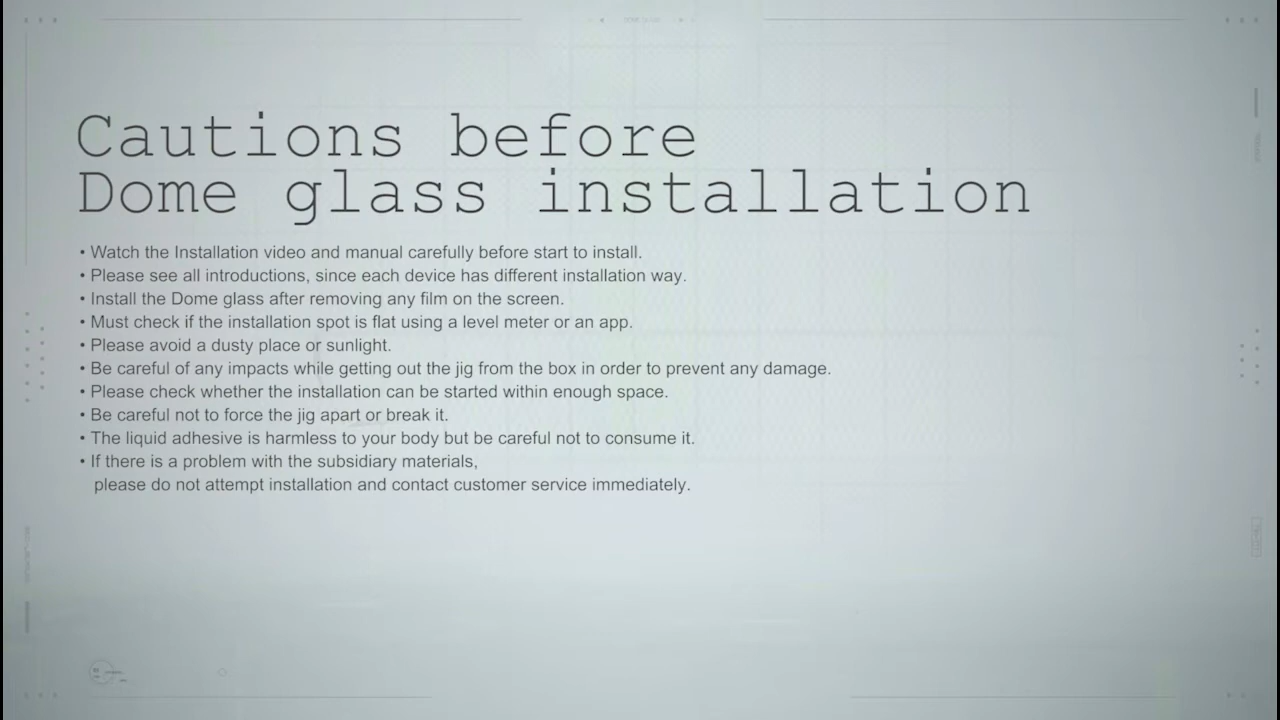 Cautions before
Dome glass installation
• Watch the Installation video and manual carefully before start to install.
• Please see all introductions, since each device has different installation way.
• Install the Dome glass after removing any film on the screen.
• Must check if the installation spot is flat using a level meter or an app.
• Please avoid a dusty place or sunlight.
• Be careful of any impacts while getting out the jig from the box in order to prevent any damage.
• Please check whether the installation can be started within enough space.
• Be careful not to force the jig apart or break it.
• The liquid adhesive is harmless to your body but be careful not to consume it.
• If there is a problem with the subsidiary materials,
please do not attempt installation and contact customer service immediately.